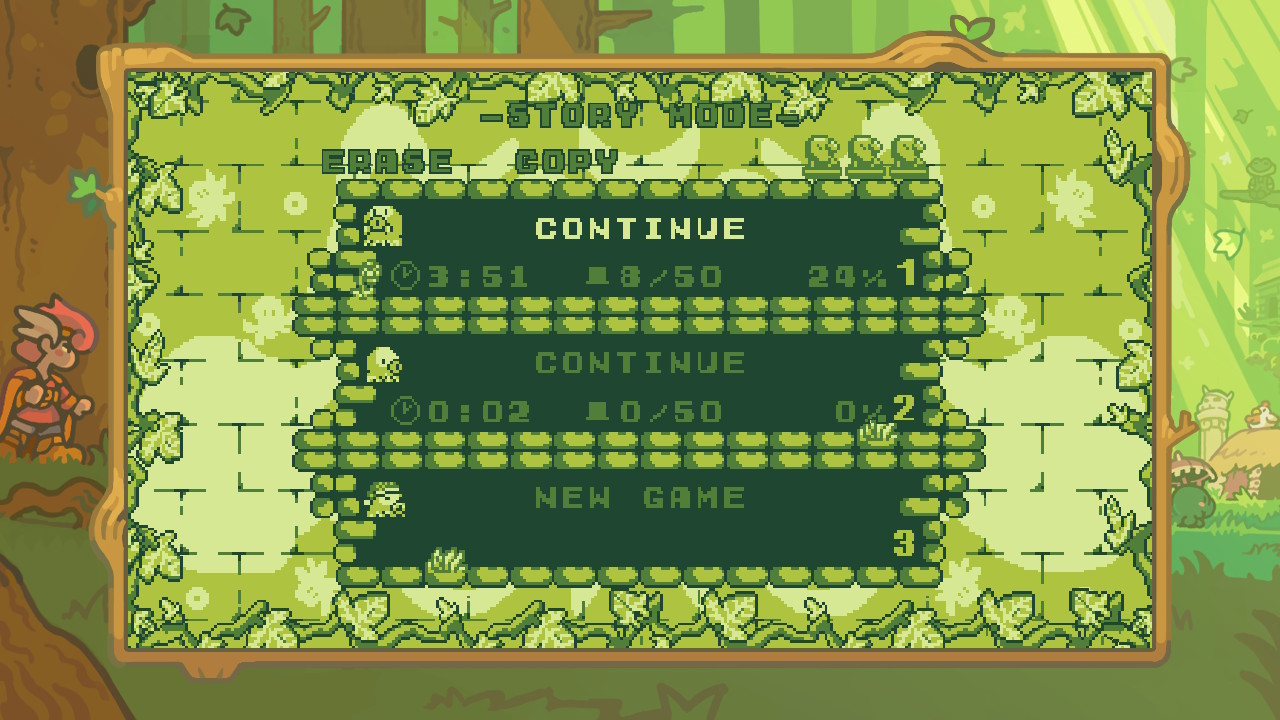 -STORY MODE-
ERASE COPY
CONTINUE
3:51 8/50 24% 1
CONTINUE
0:02 0/50 0% 2
NEW GAME
3